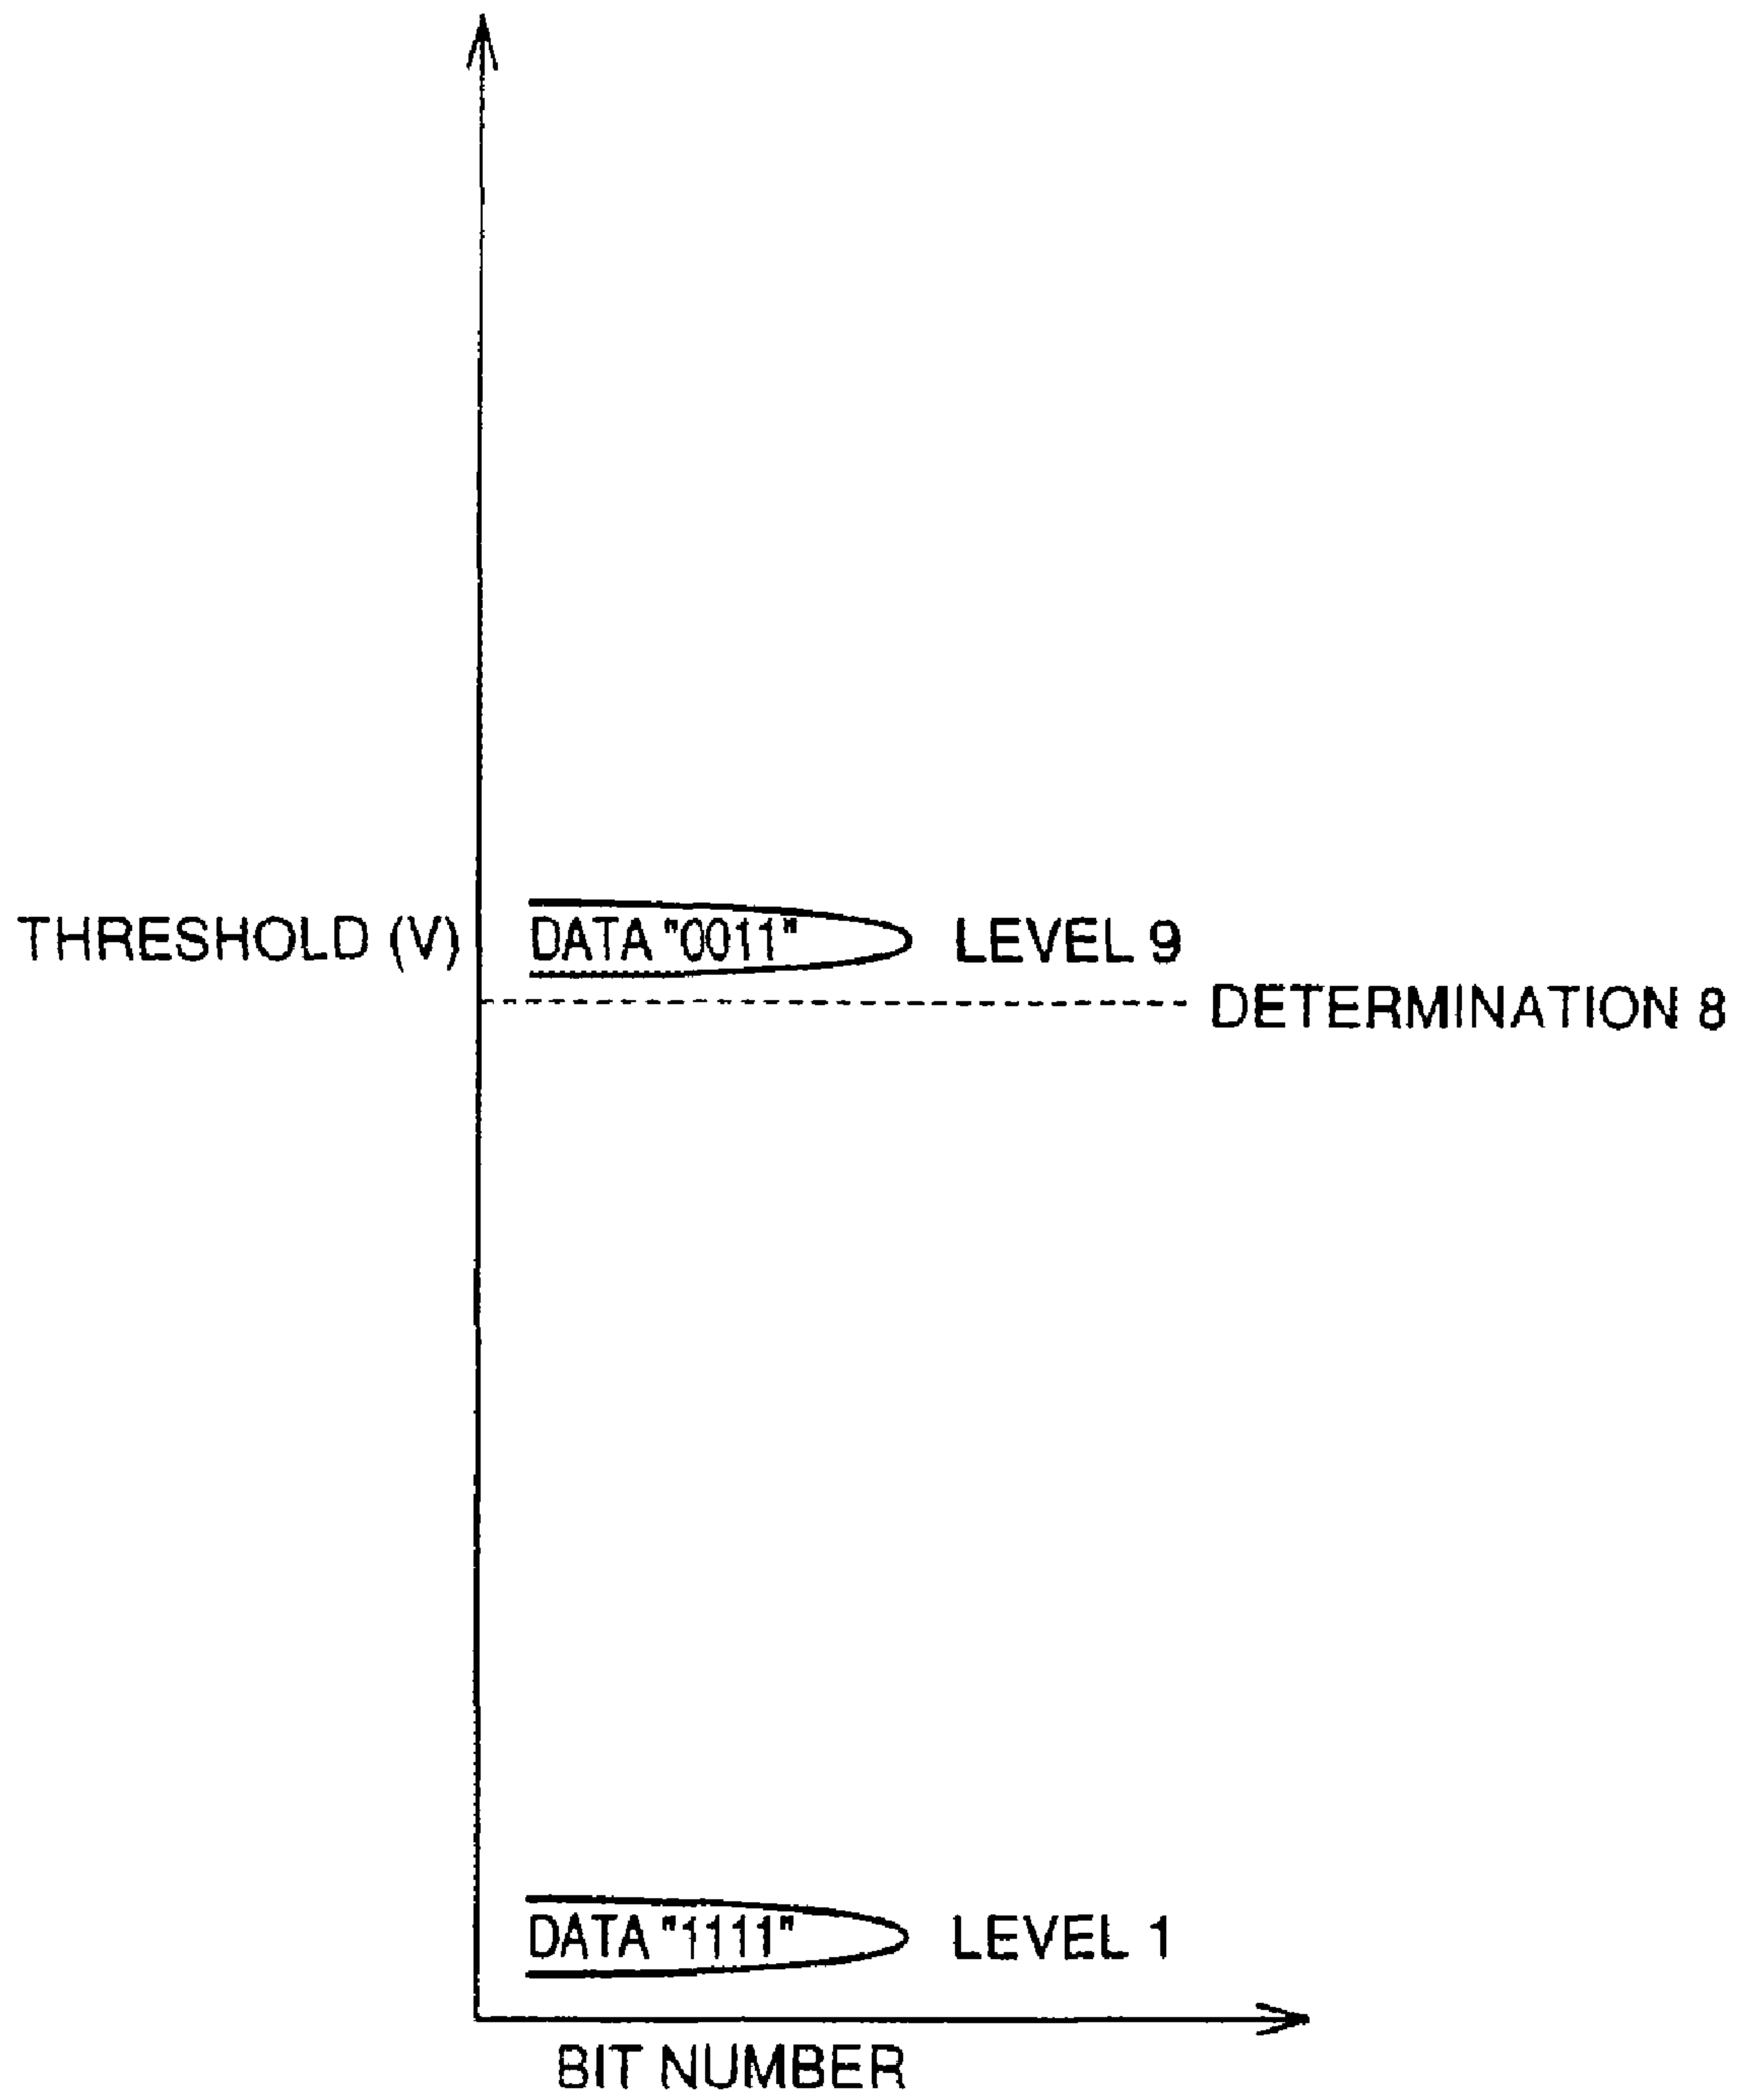 THRESHOLD (V)
DATA "0011"
LEVEL 9
DETERMINATION 8
DATA "1111"
LEVEL 1
BIT NUMBER